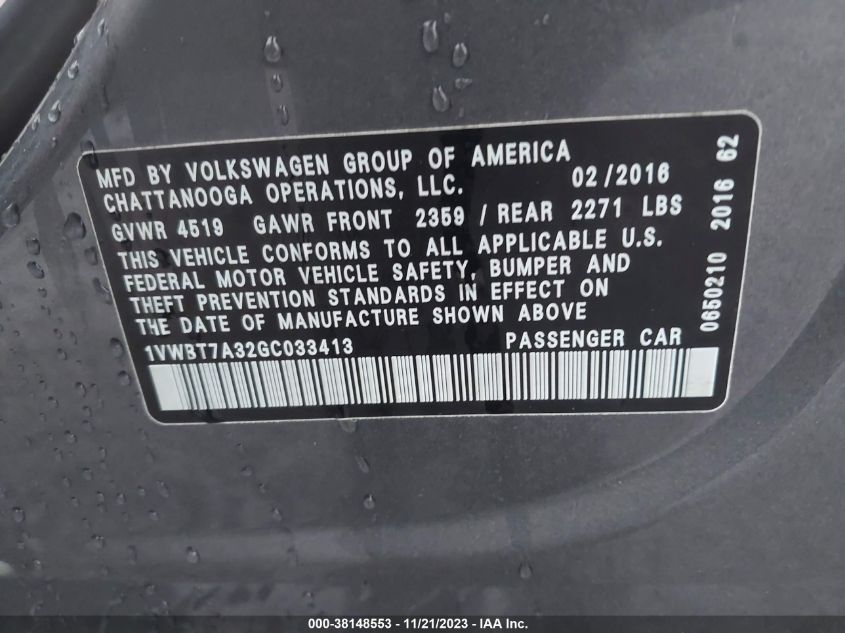 MFD BY VOLKSWAGEN GROUP OF AMERICA
CHATTANOOGA OPERATIONS, LLC. 02/2016
GVWR 4519 GAWR FRONT 2359 / REAR 2271 LBS
THIS VEHICLE CONFORMS TO ALL APPLICABLE U.S.
FEDERAL MOTOR VEHICLE SAFETY, BUMPER AND
THEFT PREVENTION STANDARDS IN EFFECT ON
THE DATE OF MANUFACTURE SHOWN ABOVE
1VWBT7A32GC033413 PASSENGER CAR
0650210 2016 62
000-38148553 - 11/21/2023 - IAA Inc.